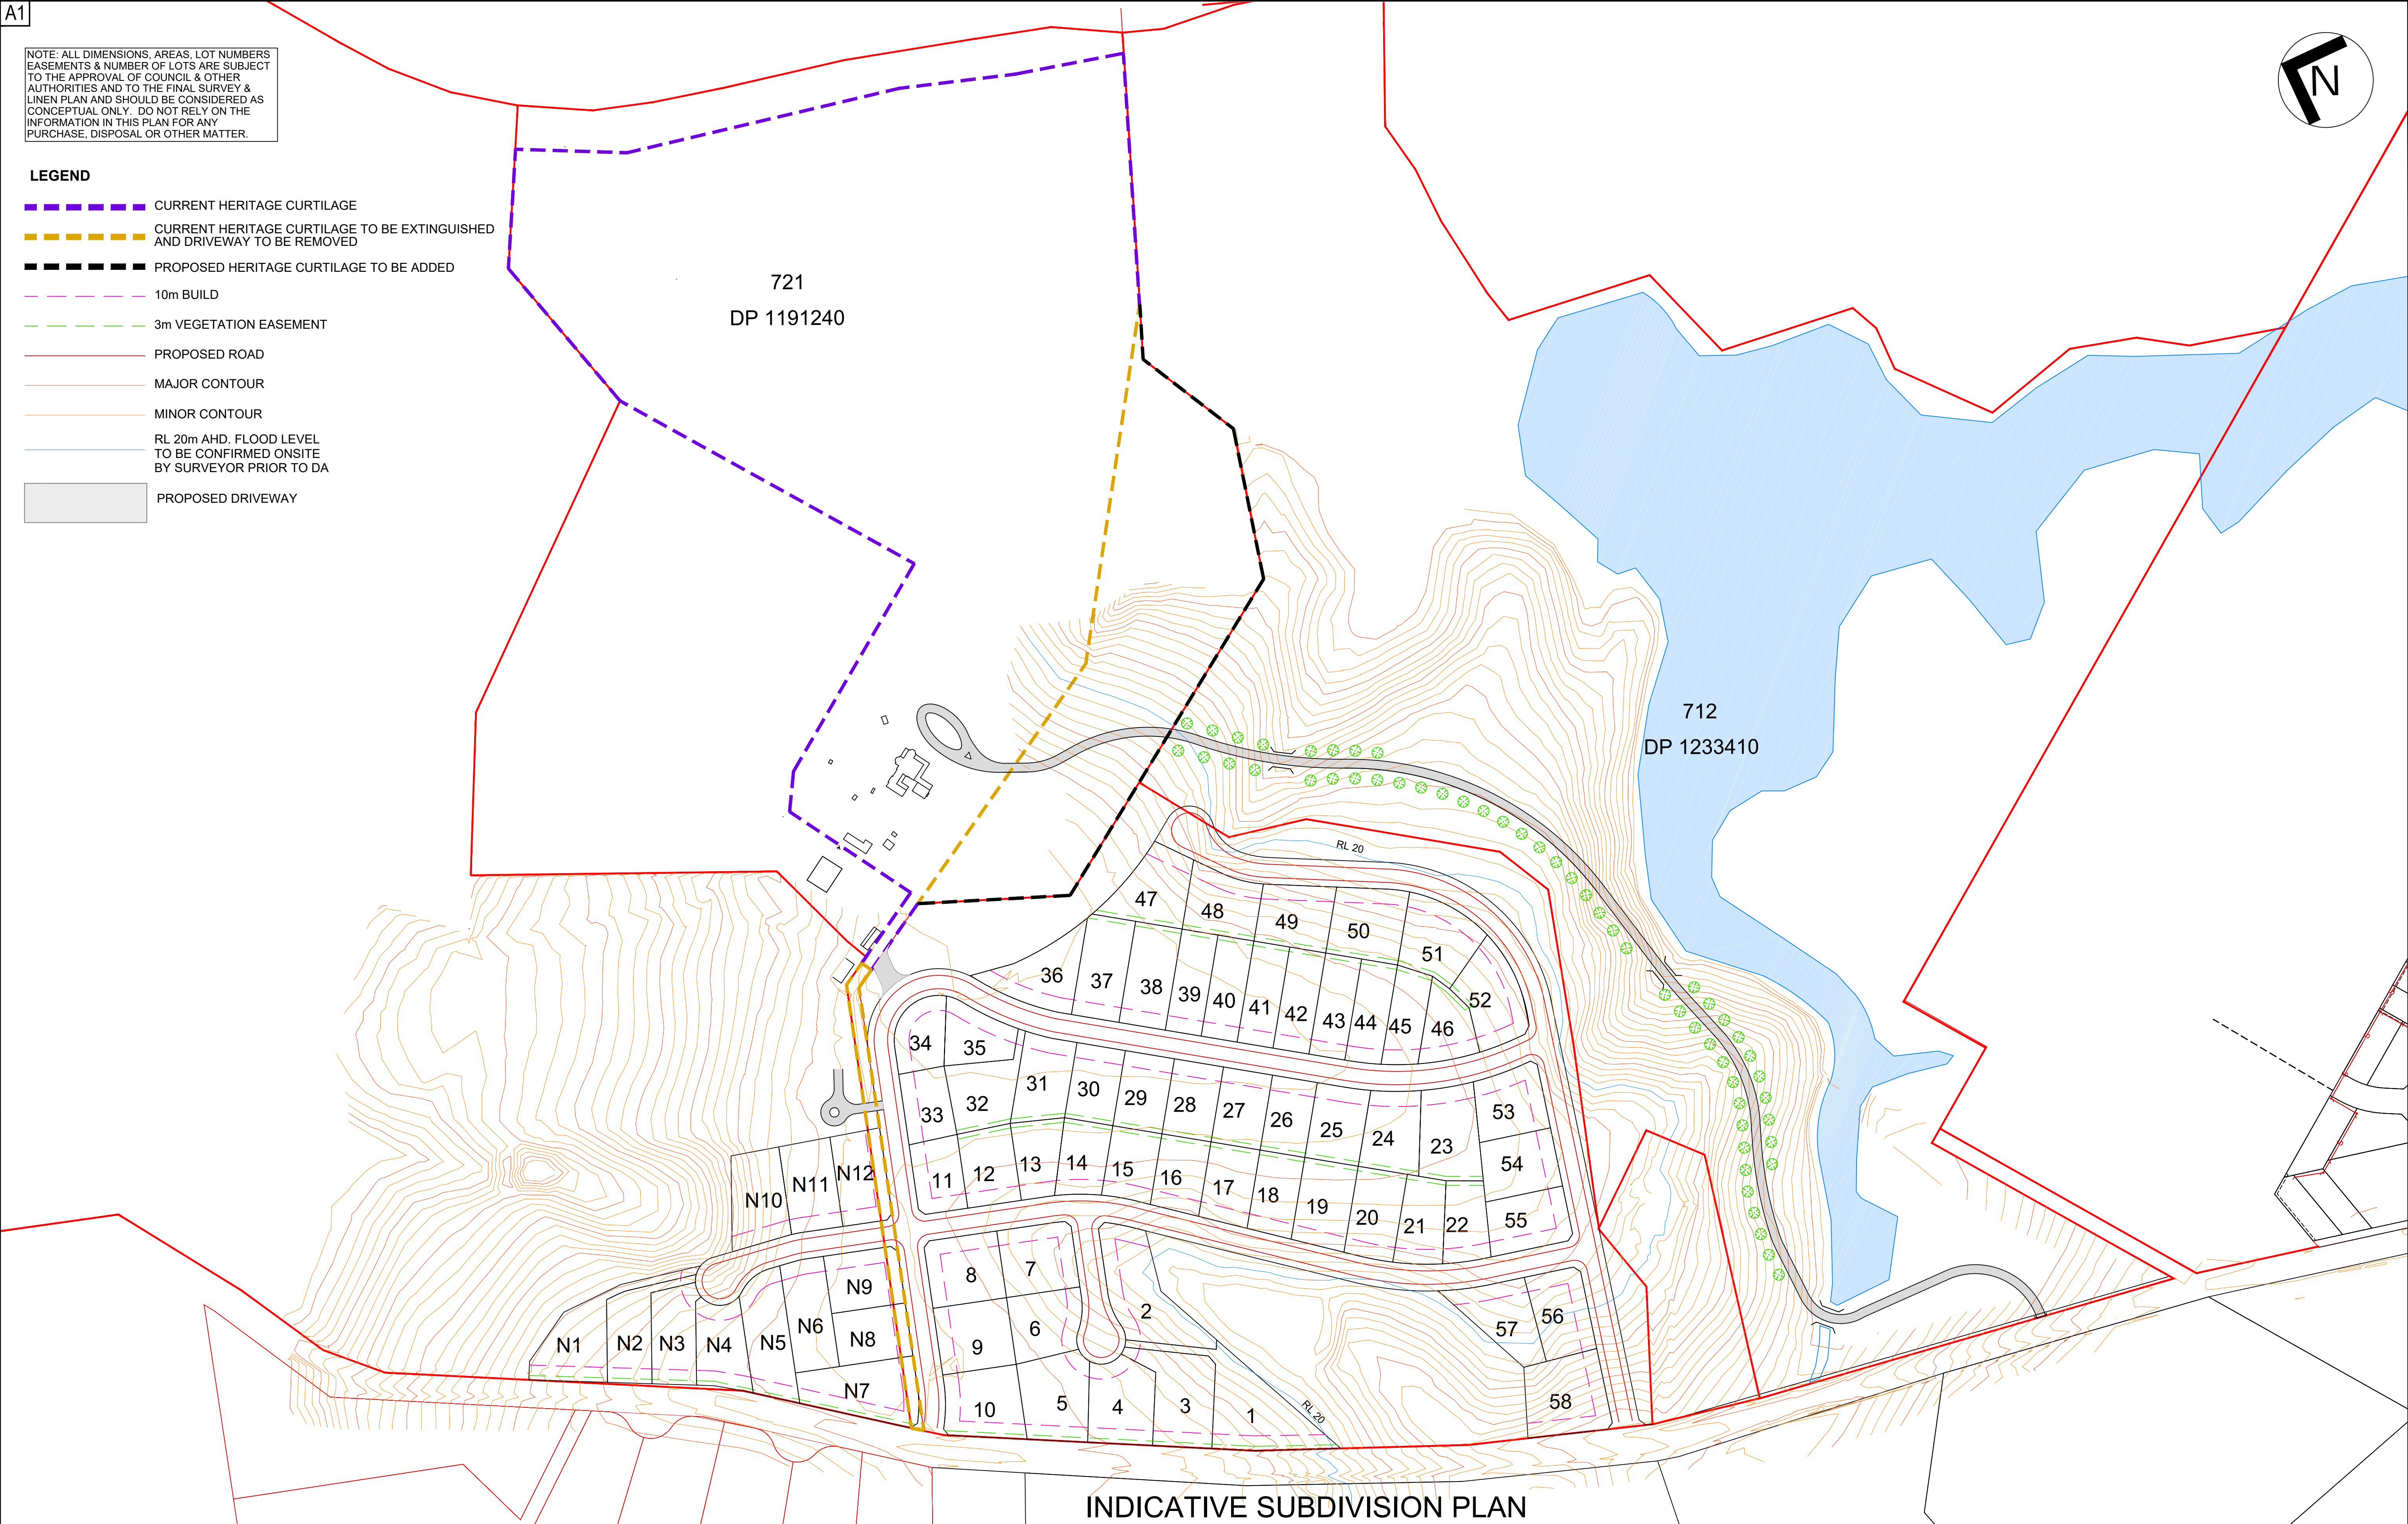 A1
NOTE: ALL DIMENSIONS, AREAS, LOT NUMBERS
EASEMENTS & NUMBER OF LOTS ARE SUBJECT
TO THE APPROVAL OF COUNCIL & OTHER
AUTHORITIES AND TO THE FINAL SURVEY &
LINEN PLAN AND SHOULD BE CONSIDERED AS
CONCEPTUAL ONLY. DO NOT RELY ON THE
INFORMATION IN THIS PLAN FOR ANY
PURCHASE, DISPOSAL OR OTHER MATTER.
LEGEND
CURRENT HERITAGE CURTILAGE
CURRENT HERITAGE CURTILAGE TO BE EXTINGUISHED
AND DRIVEWAY TO BE REMOVED
PROPOSED HERITAGE CURTILAGE TO BE ADDED
10m BUILD
3m VEGETATION EASEMENT
PROPOSED ROAD
MAJOR CONTOUR
MINOR CONTOUR
RL 20m AHD. FLOOD LEVEL
TO BE CONFIRMED ONSITE
BY SURVEYOR PRIOR TO DA
PROPOSED DRIVEWAY
N
721
DP 1191240
712
DP 1233410
RL 20
47
48
49
50
51
52
36
37
38
39
40
41
42
43
44
45
46
34
35
33
32
31
30
29
28
27
26
25
24
23
53
54
55
11
12
13
14
15
16
17
18
19
20
21
22
N10
N11
N12
N9
N8
N7
N6
N5
N4
N3
N2
N1
8
7
9
6
10
5
4
3
2
1
RL 20
57
56
58
INDICATIVE SUBDIVISION PLAN